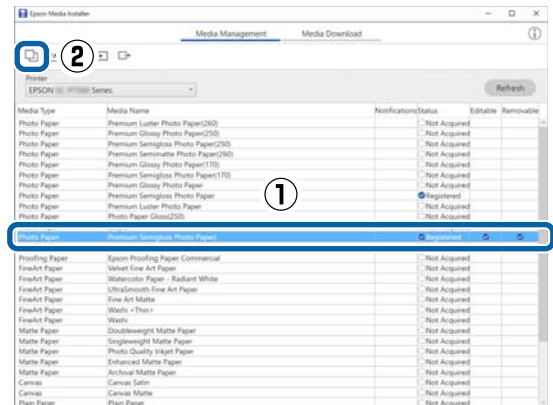 Epson Media Installer
Media Management Media Download
②
Printer
EPSON Series
Refresh
Media Type Media Name Notifications Status Editable Removable
Photo Paper Premium Luster Photo Paper(260) Not Acquired
Photo Paper Premium Glossy Photo Paper(250) Not Acquired
Photo Paper Premium Semigloss Photo Paper(250) Not Acquired
Photo Paper Premium Semimatte Photo Paper(260) Not Acquired
Photo Paper Premium Glossy Photo Paper(170) Not Acquired
Photo Paper Premium Semigloss Photo Paper(170) Not Acquired
Photo Paper Premium Glossy Photo Paper Not Acquired
Photo Paper Premium Semigloss Photo Paper Registered
①
Photo Paper Premium Luster Photo Paper Not Acquired
Photo Paper Photo Paper Gloss(250) Not Acquired
Photo Paper Premium Semigloss Photo Paper Registered
Proofing Paper Epson Proofing Paper Commercial Not Acquired
FineArt Paper Velvet Fine Art Paper Not Acquired
FineArt Paper Watercolor Paper - Radiant White Not Acquired
FineArt Paper UltraSmooth Fine Art Paper Not Acquired
FineArt Paper Fine Art Matte Not Acquired
FineArt Paper Washi <Thin> Not Acquired
FineArt Paper Washi Not Acquired
Matte Paper Doubleweight Matte Paper Not Acquired
Matte Paper Singleweight Matte Paper Not Acquired
Matte Paper Photo Quality Inkjet Paper Not Acquired
Matte Paper Enhanced Matte Paper Not Acquired
Matte Paper Archival Matte Paper Not Acquired
Canvas Canvas Satin Not Acquired
Canvas Canvas Matte Not Acquired
Plain Paper Plain Paper Not Acquired